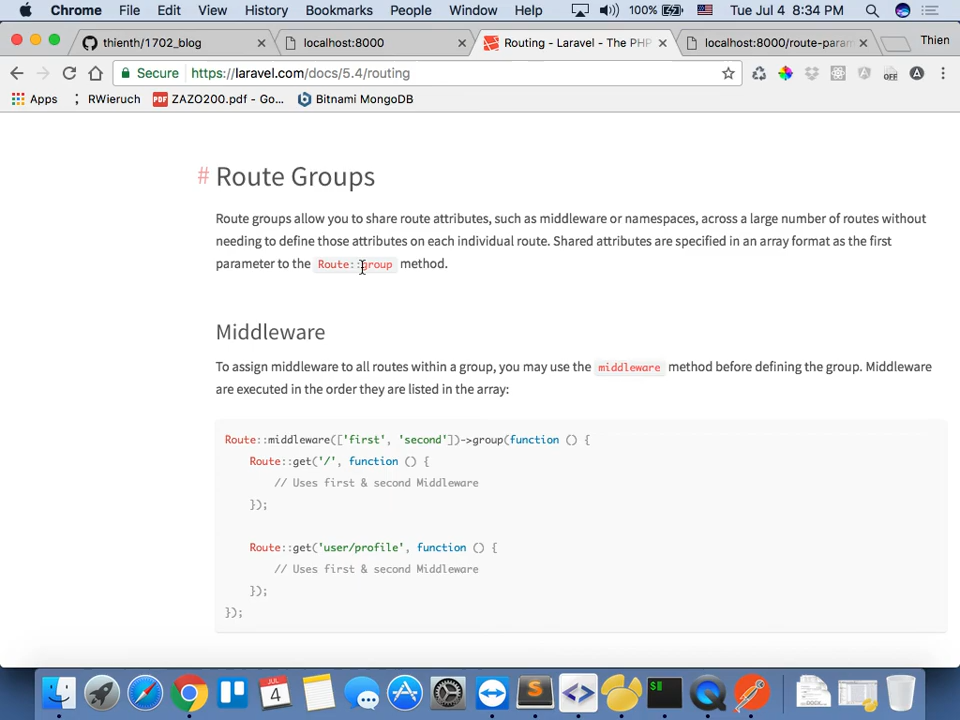 Chrome File Edit View History Bookmarks People Window Help 100% Tue Jul 4 8:34 PM
thienth/1702_blog localhost:8000 Routing - Laravel - The PHP localhost:8000/route-param Thien
Secure https://laravel.com/docs/5.4/routing OFF A
Apps RWieruch PDF ZAZO200.pdf - Go... Bitnami MongoDB
# Route Groups
Route groups allow you to share route attributes, such as middleware or namespaces, across a large number of routes without
needing to define those attributes on each individual route. Shared attributes are specified in an array format as the first
parameter to the Route::group method.
Middleware
To assign middleware to all routes within a group, you may use the middleware method before defining the group. Middleware
are executed in the order they are listed in the array:
Route::middleware(['first', 'second'])->group(function () {
Route::get('/', function () {
// Uses first & second Middleware
});
Route::get('user/profile', function () {
// Uses first & second Middleware
});
});
JUL
4
S
$
.DOCX